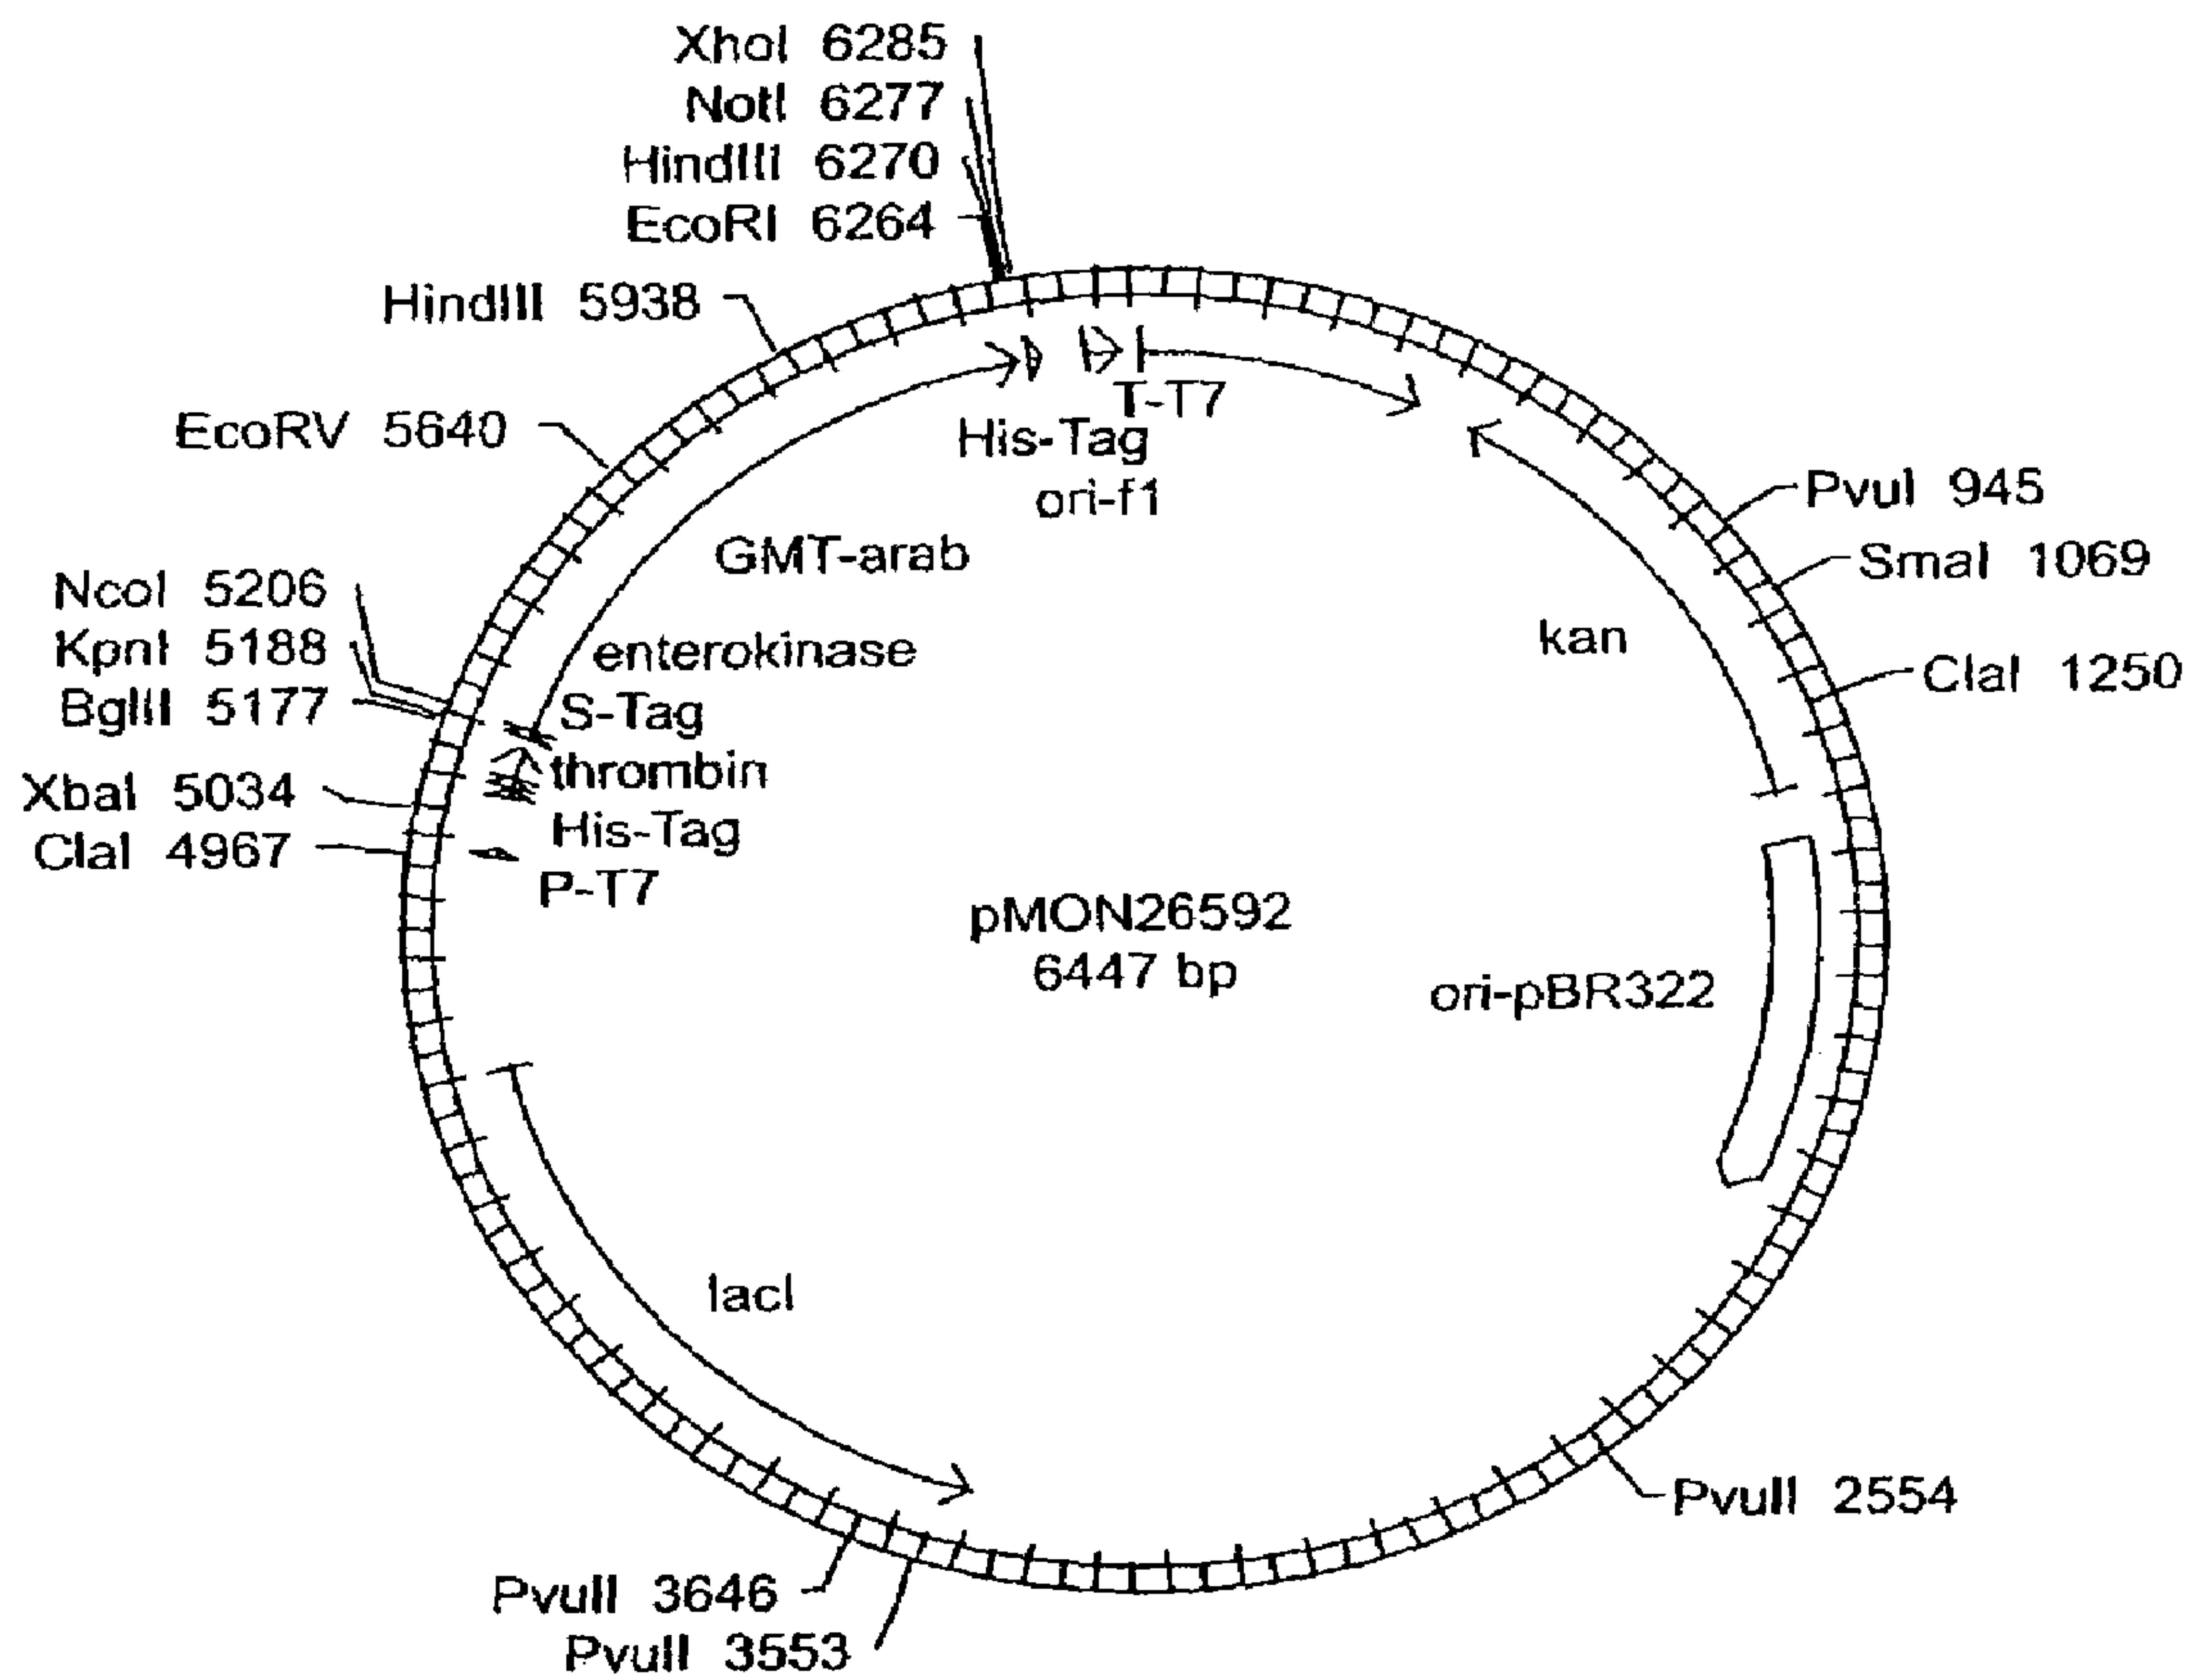 XhoI 6285
NotI 6277
HindIII 6270
EcoRI 6264
HindIII 5938
EcoRV 5640
NcoI 5206
KpnI 5188
BglII 5177
XbaI 5034
ClaI 4967
T-T7
His-Tag
ori-f1
GMT-arab
enterokinase
S-Tag
thrombin
His-Tag
P-T7
PvuI 945
SmaI 1069
ClaI 1250
kan
pMON26592
6447 bp
ori-pBR322
lacI
PvuII 2554
PvuII 3646
PvuII 3553